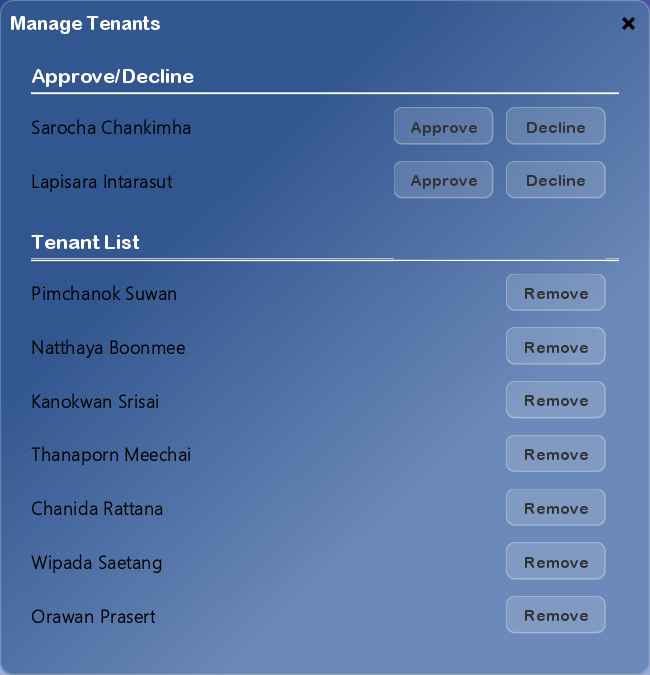 Manage Tenants
Approve/Decline
Sarocha Chankimha Approve Decline
Lapisara Intarasut Approve Decline
Tenant List
Pimchanok Suwan Remove
Natthaya Boonmee Remove
Kanokwan Srisai Remove
Thanaporn Meechai Remove
Chanida Rattana Remove
Wipada Saetang Remove
Orawan Prasert Remove